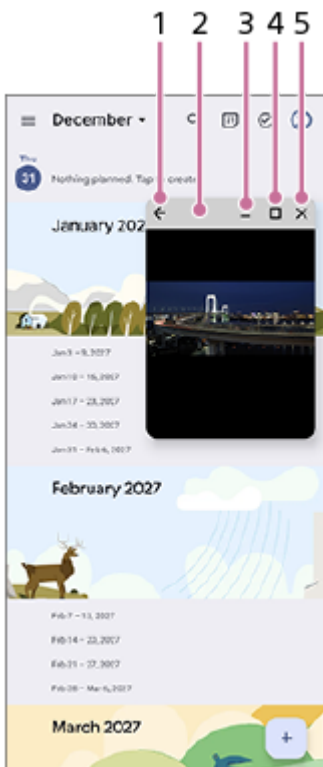 1 2 3 4 5
December
Thu
31 Nothing planned. Tap to create
January 202
Jan 3 – 9, 2027
Jan 10 – 16, 2027
Jan 17 – 23, 2027
Jan 24 – 30, 2027
Jan 31 – Feb 6, 2027
February 2027
Feb 7 – 13, 2027
Feb 14 – 20, 2027
Feb 21 – 27, 2027
Feb 28 – Mar 6, 2027
March 2027
+